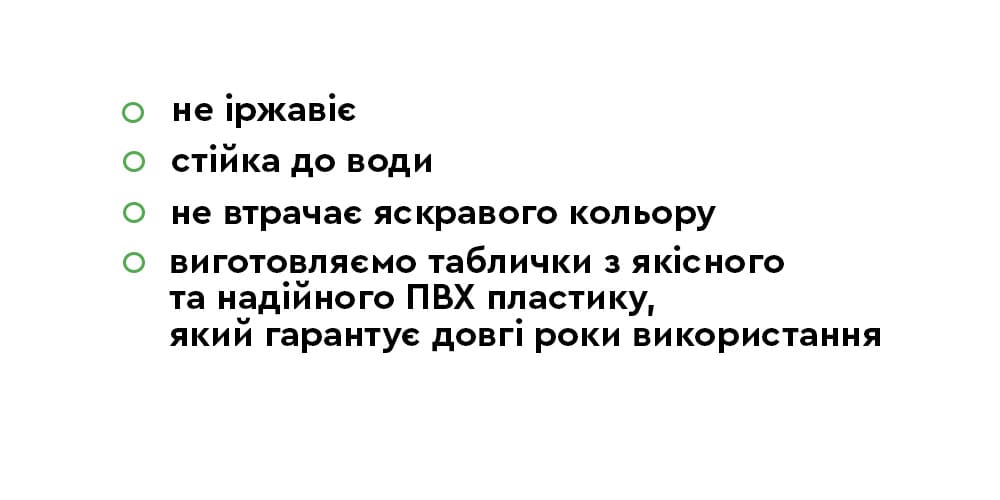 не іржавіє
стійка до води
не втрачає яскравого кольору
виготовляємо таблички з якісного
та надійного ПВХ пластику,
який гарантує довгі роки використання